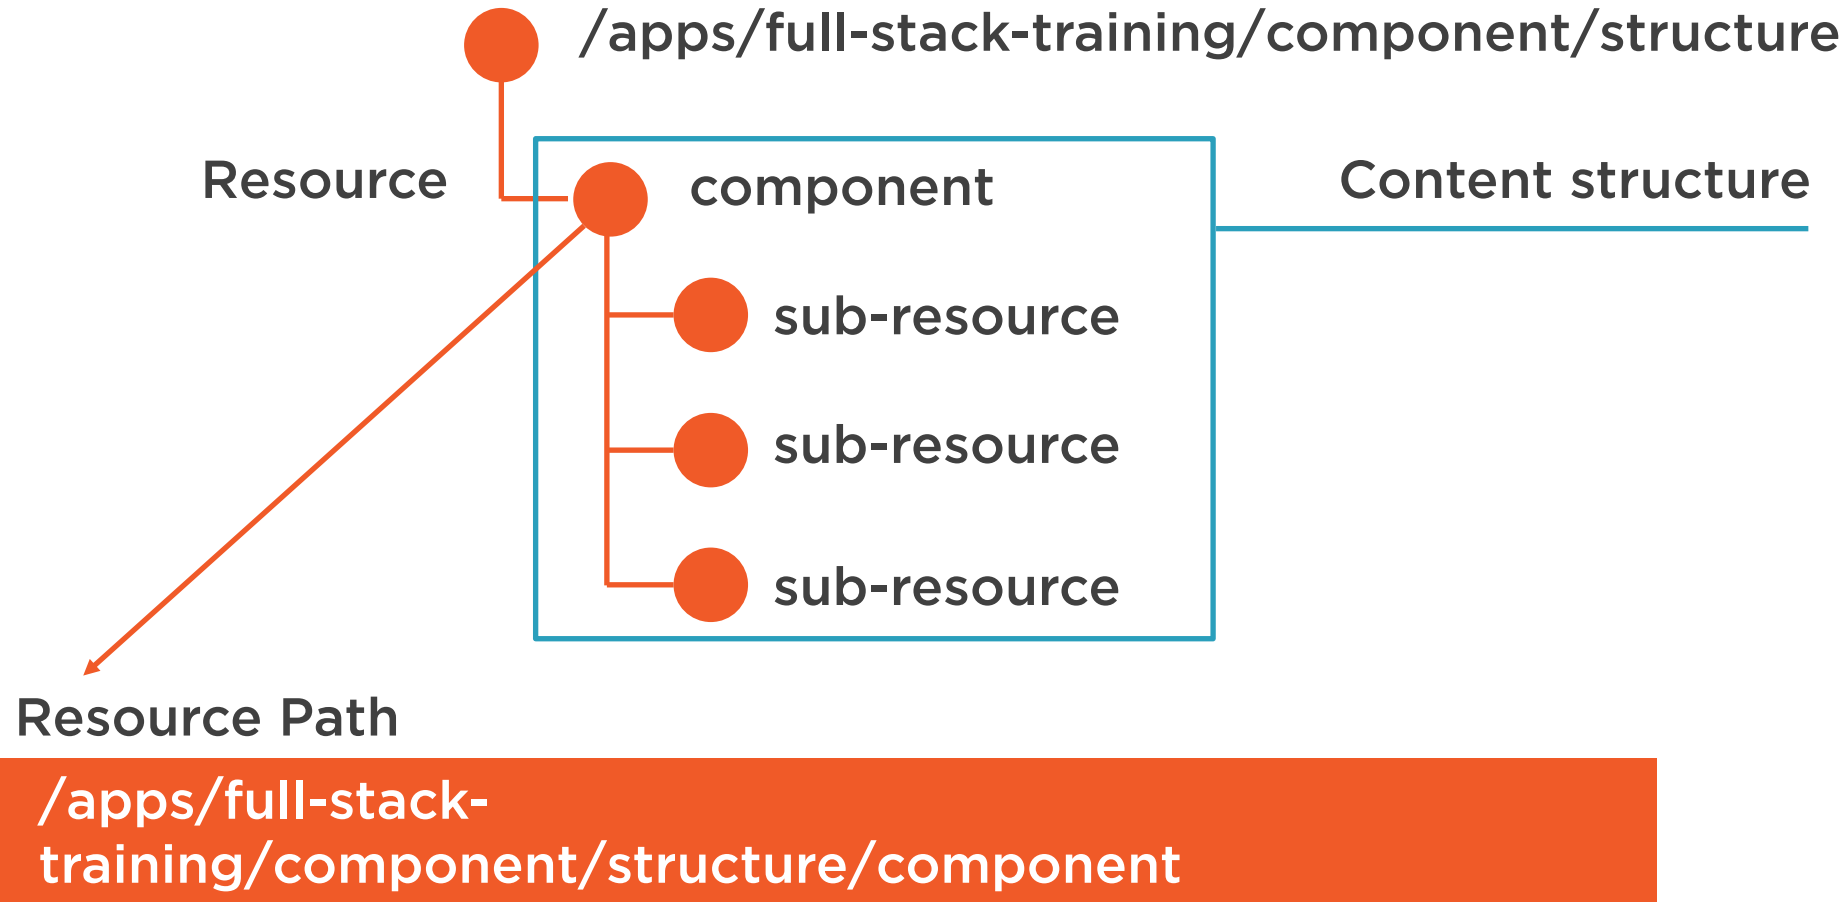 /apps/full-stack-training/component/structure
Resource
component
Content structure
sub-resource
sub-resource
sub-resource
Resource Path
/apps/full-stack-
training/component/structure/component